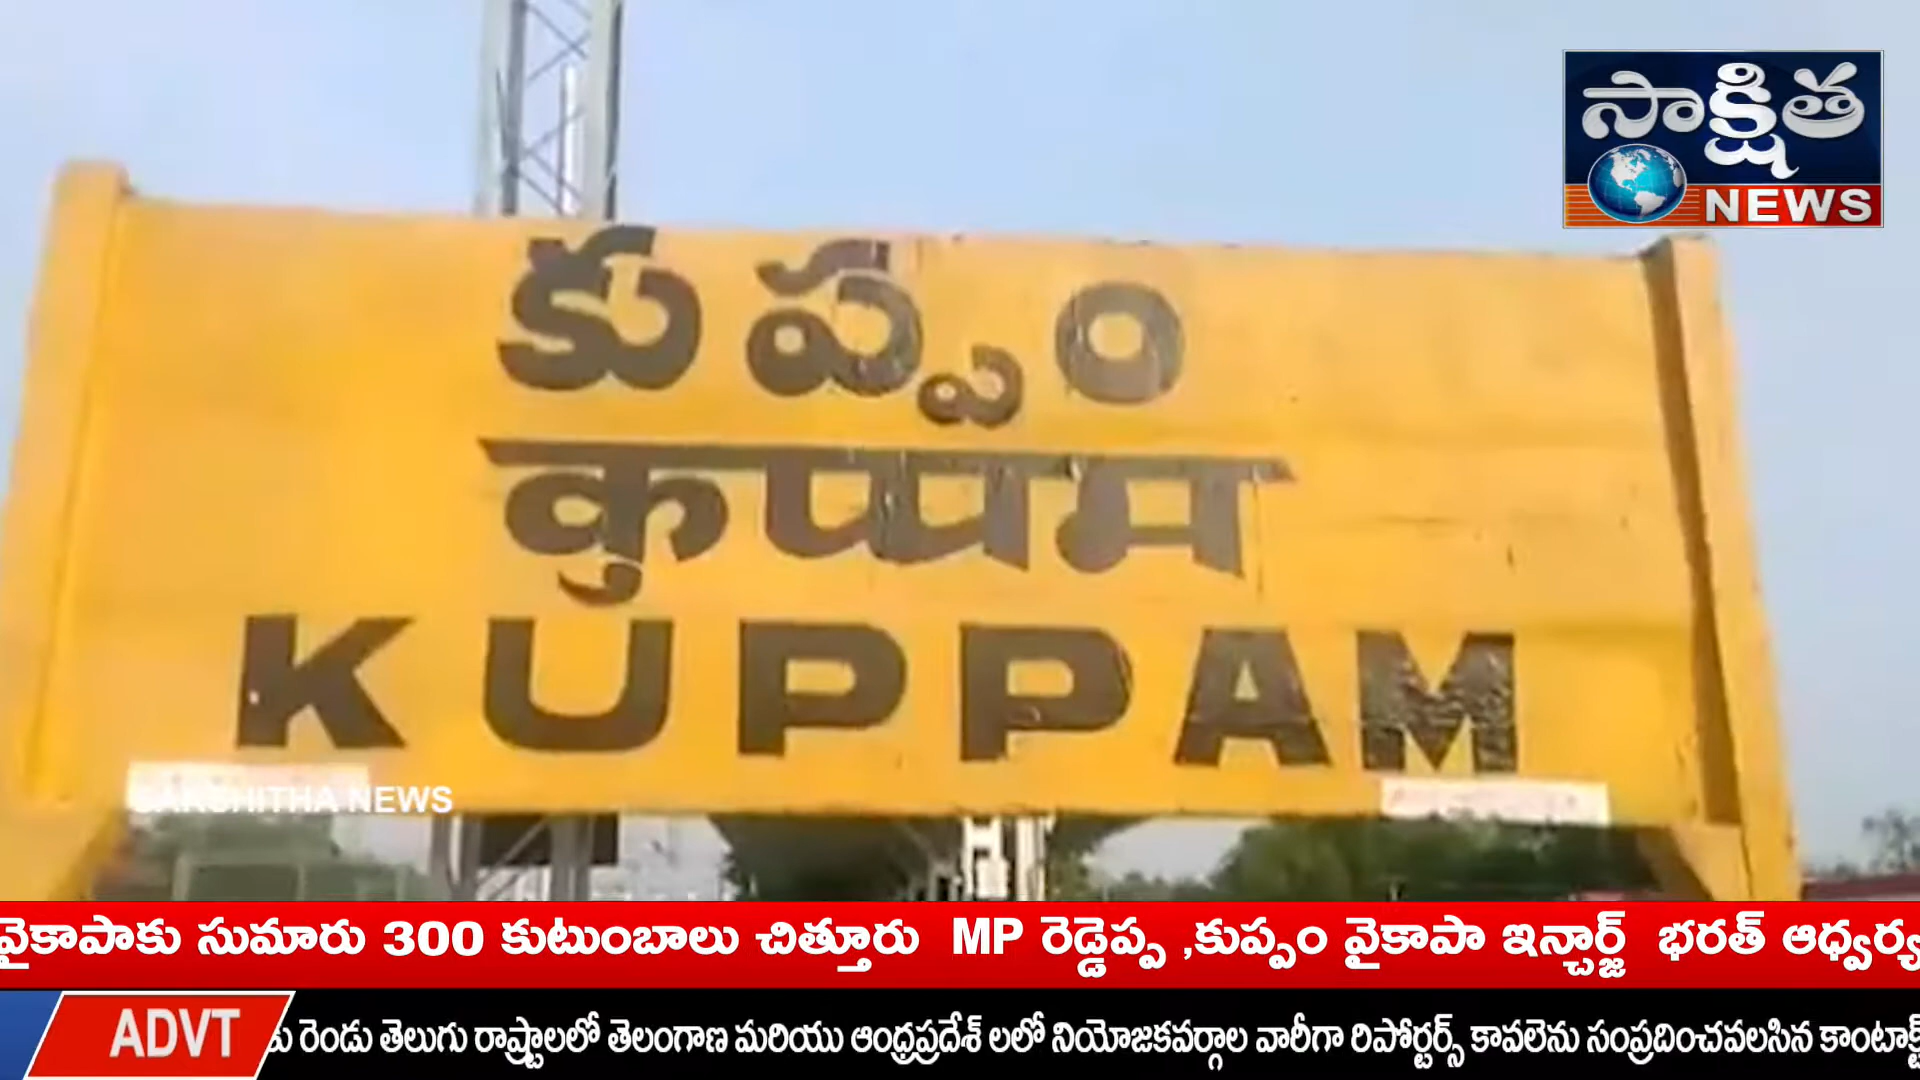 సాక్షిత
NEWS
కుప్పం
कुप्पम
KUPPAM
SAKSHITHA NEWS
వైకాపాకు సుమారు 300 కుటుంబాలు చిత్తూరు MP రెడ్డెప్ప ,కుప్పం వైకాపా ఇన్చార్జ్ భరత్ ఆధ్వర్య
ADVT
రెండు తెలుగు రాష్ట్రాలలో తెలంగాణ మరియు ఆంధ్రప్రదేశ్ లలో నియోజకవర్గాల వారీగా రిపోర్టర్స్ కావలెను సంప్రదించవలసిన కాంటాక్ట్